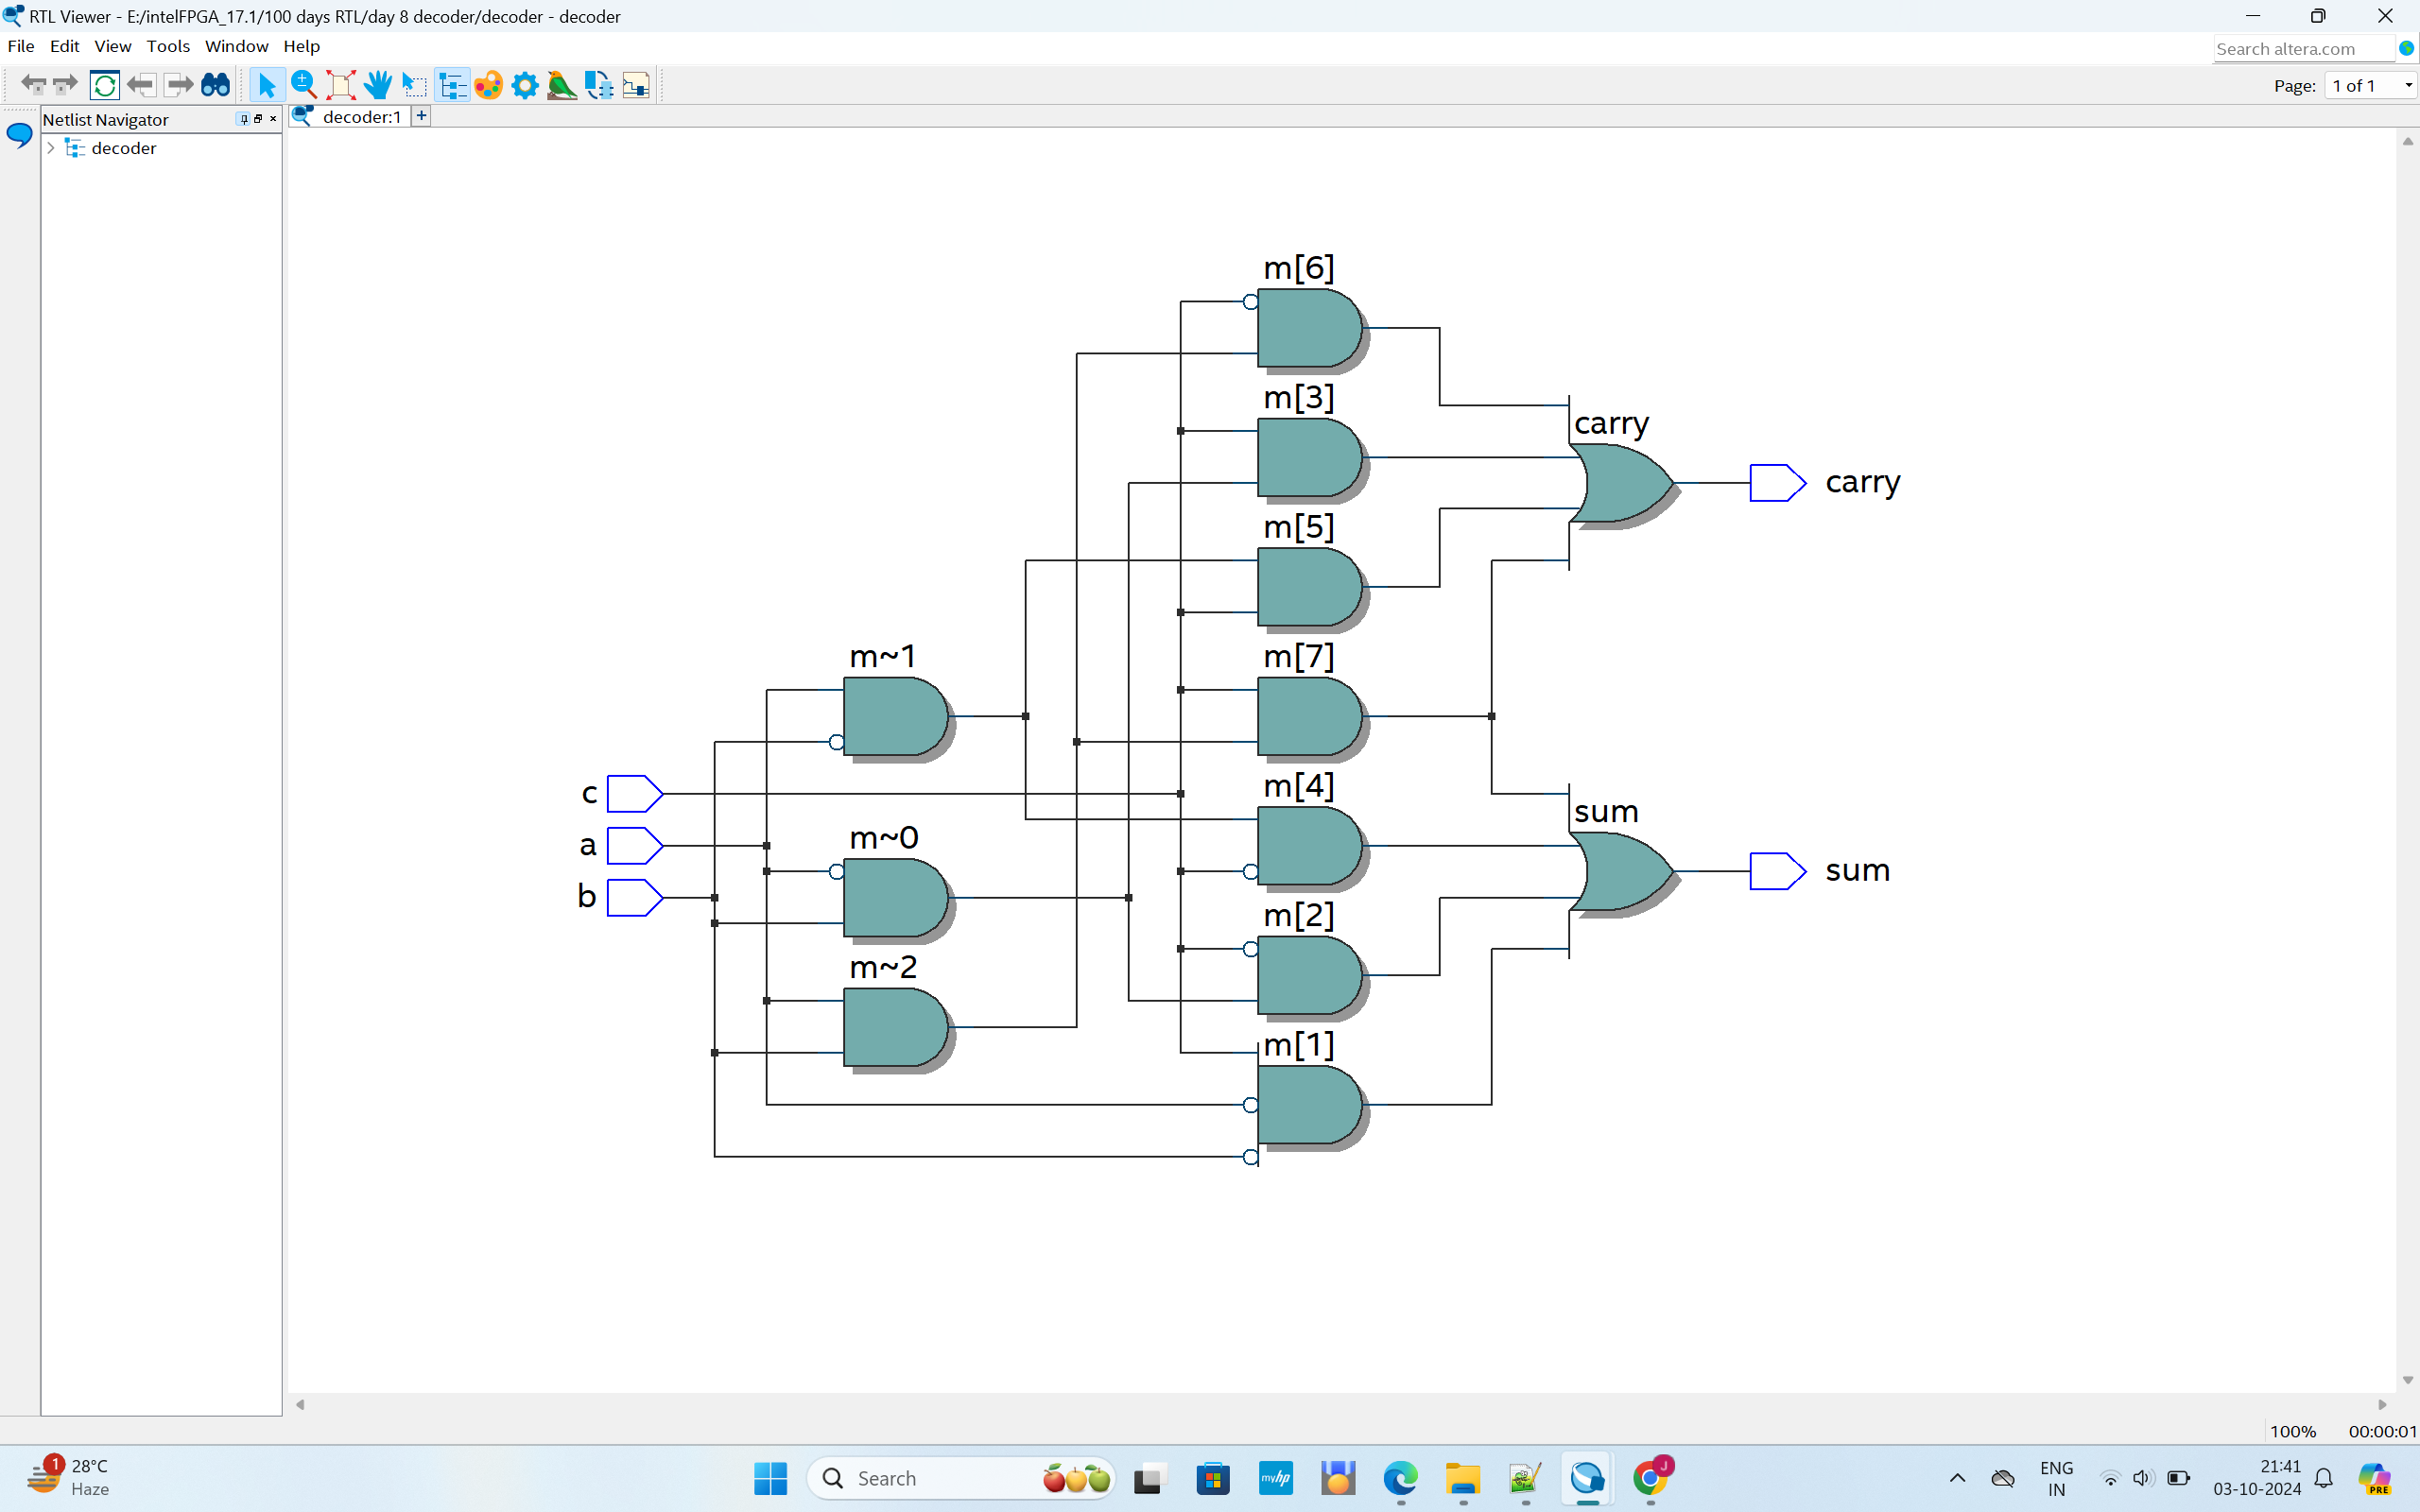 RTL Viewer - E:/intelFPGA_17.1/100 days RTL/day 8 decoder/decoder - decoder
File Edit View Tools Window Help
Search altera.com
Page: 1 of 1
Netlist Navigator
decoder:1 +
decoder
m[6]
m[3]
carry
carry
m[5]
m~1
m[7]
c
m[4]
sum
a
m~0
sum
b
m[2]
m~2
m[1]
100% 00:00:01
1
28°C
Haze
Search
myhp
J
ENG
IN
21:41
03-10-2024
PRE